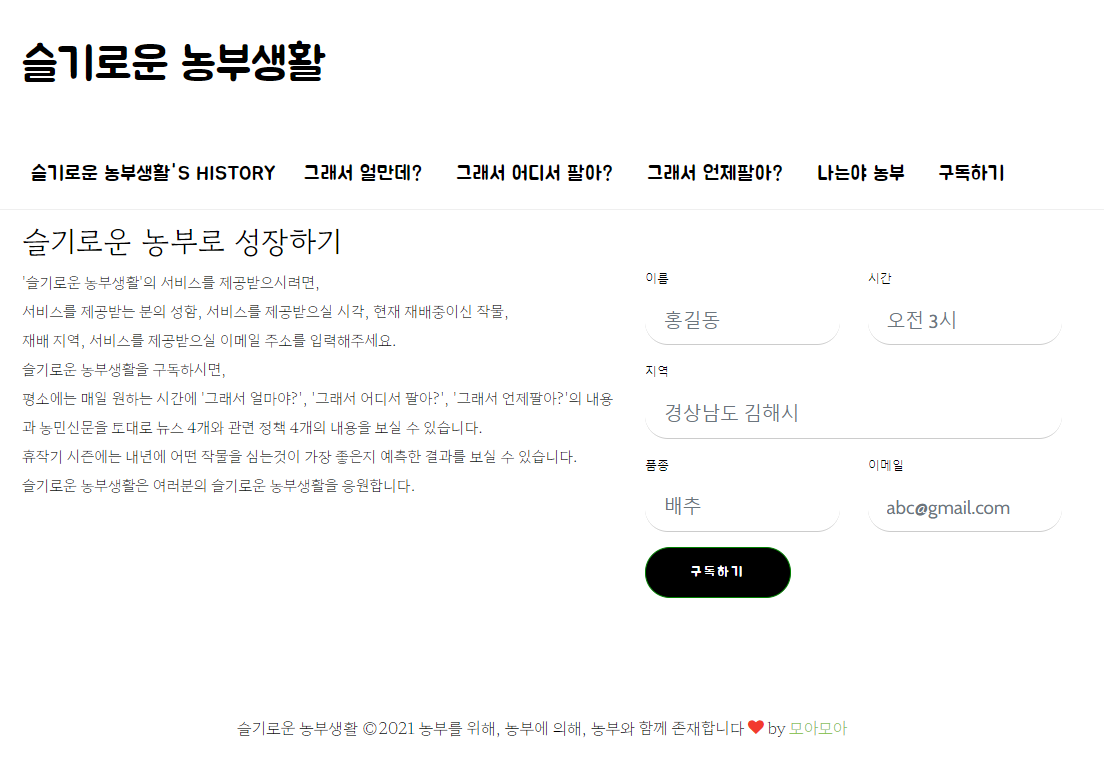 슬기로운 농부생활
슬기로운 농부생활'S HISTORY 그래서 얼만데? 그래서 어디서 팔아? 그래서 언제팔아? 나는야 농부 구독하기
슬기로운 농부로 성장하기
'슬기로운 농부생활'의 서비스를 제공받으시려면,
서비스를 제공받는 분의 성함, 서비스를 제공받으실 시각, 현재 재배중이신 작물,
재배 지역, 서비스를 제공받으실 이메일 주소를 입력해주세요.
슬기로운 농부생활을 구독하시면,
평소에는 매일 원하는 시간에 '그래서 얼마야?', '그래서 어디서 팔아?', '그래서 언제팔아?'의 내용
과 농민신문을 토대로 뉴스 4개와 관련 정책 4개의 내용을 보실 수 있습니다.
휴작기 시즌에는 내년에 어떤 작물을 심는것이 가장 좋은지 예측한 결과를 보실 수 있습니다.
슬기로운 농부생활은 여러분의 슬기로운 농부생활을 응원합니다.
이름 시간
홍길동 오전 3시
지역
경상남도 김해시
품종 이메일
배추 abc@gmail.com
구독하기
슬기로운 농부생활 ©2021 농부를 위해, 농부에 의해, 농부와 함께 존재합니다 ❤ by 모아모아